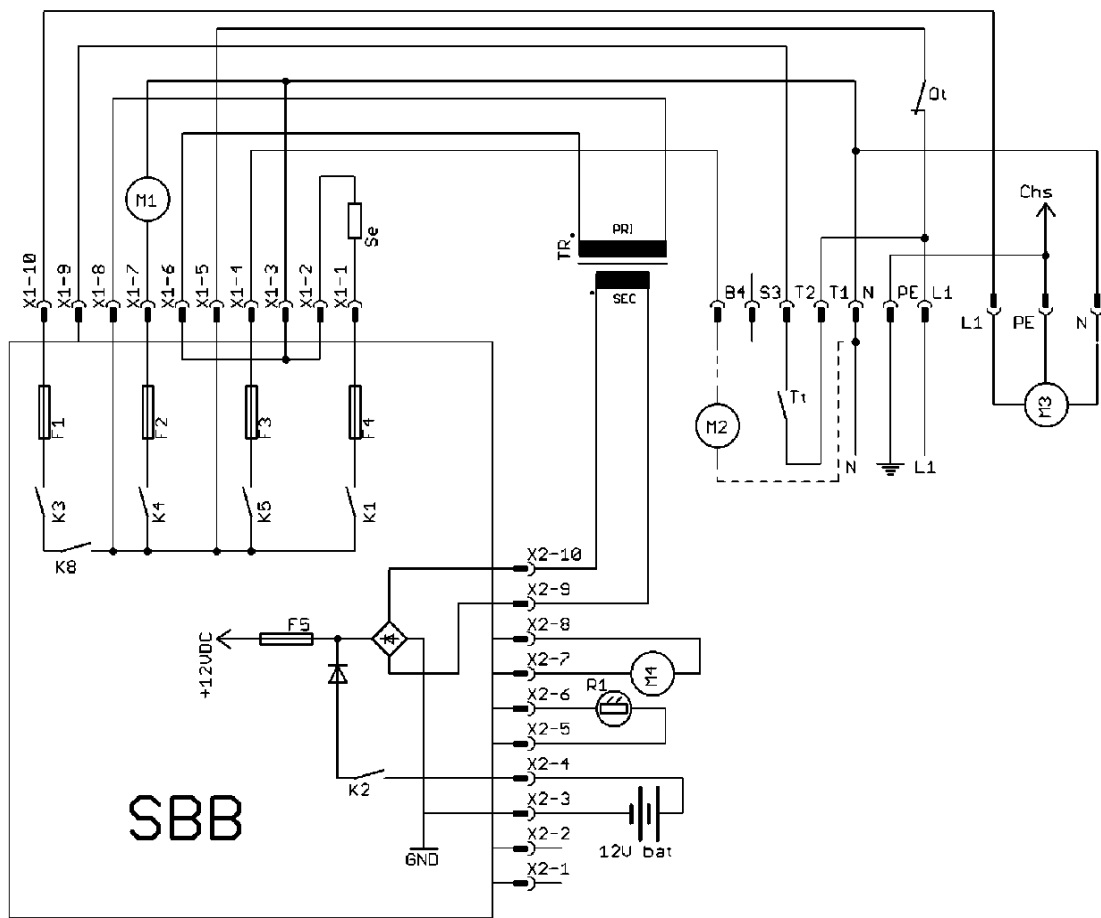 Ot
M1
Chs
Se
TR.
PRI
SEC
X1-10
X1-9
X1-8
X1-7
X1-6
X1-5
X1-4
X1-3
X1-2
X1-1
B4
S3
T2
T1
N
PE
L1
L1
PE
N
F1
F2
F3
F4
M2
Tt
M3
N
L1
K3
K4
K5
K1
K8
X2-10
X2-9
X2-8
X2-7
X2-6
X2-5
X2-4
X2-3
X2-2
X2-1
+12VDC
F5
M4
R1
K2
SBB
GND
12V bat